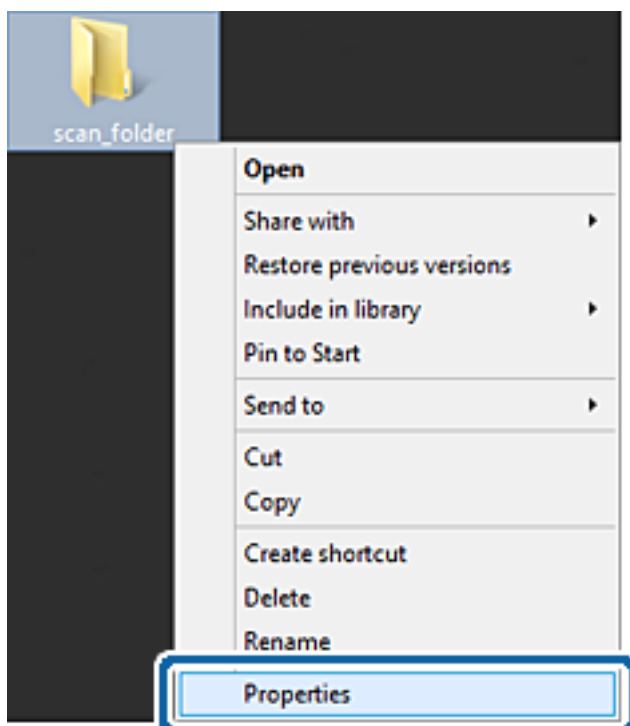 scan_folder
Open
Share with
Restore previous versions
Include in library
Pin to Start
Send to
Cut
Copy
Create shortcut
Delete
Rename
Properties